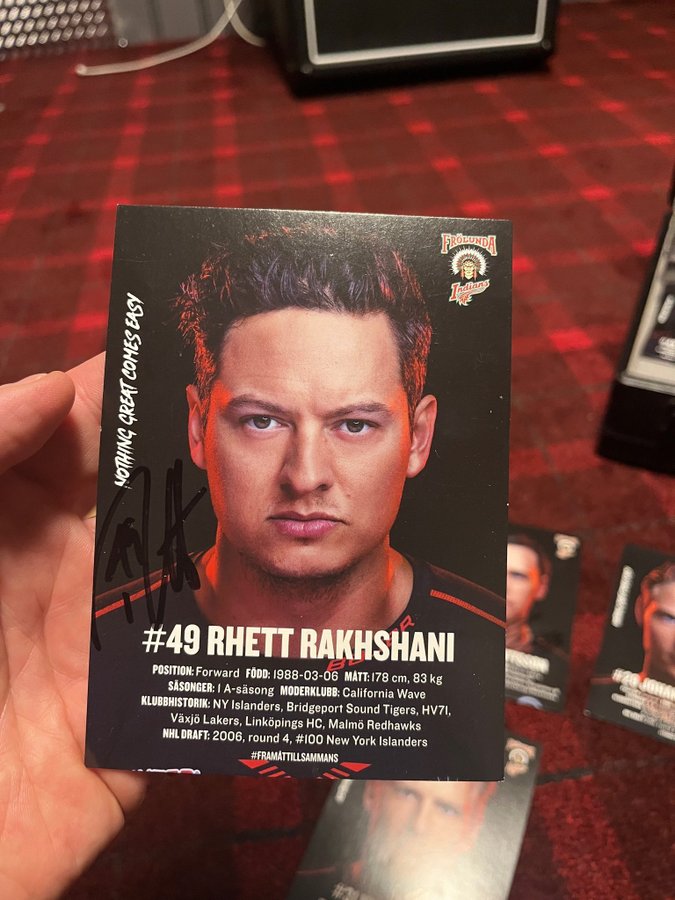 FRÖLUNDA
Indians
NOTHING GREAT COMES EASY
#49 RHETT RAKHSHANI
POSITION: Forward FÖDD: 1988-03-06 MÅTT: 178 cm, 83 kg
SÄSONGER: 1 A-säsong MODERKLUBB: California Wave
KLUBBHISTORIK: NY Islanders, Bridgeport Sound Tigers, HV71,
Växjö Lakers, Linköpings HC, Malmö Redhawks
NHL DRAFT: 2006, round 4, #100 New York Islanders
#FRAMÅTTILLSAMMANS